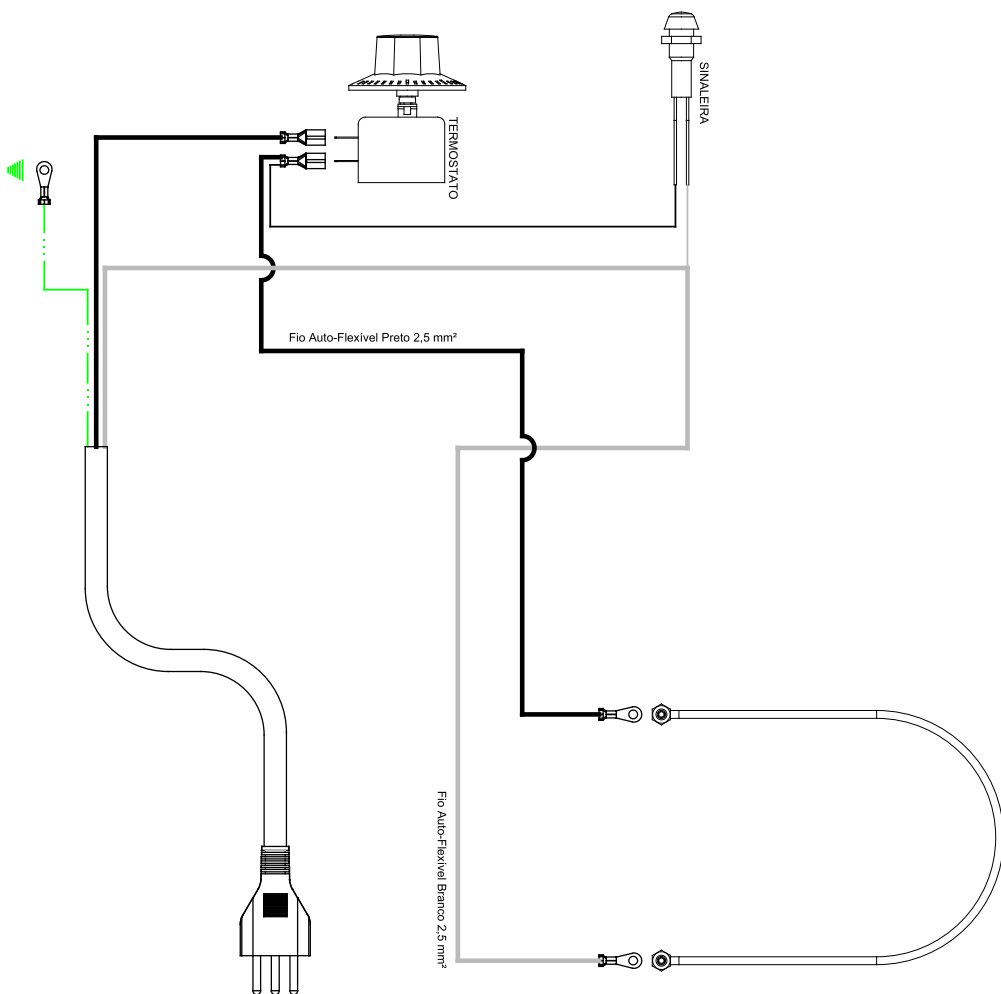 SINALEIRA
TERMOSTATO
Fio Auto-Flexível Preto 2,5 mm²
Fio Auto-Flexível Branco 2,5 mm²